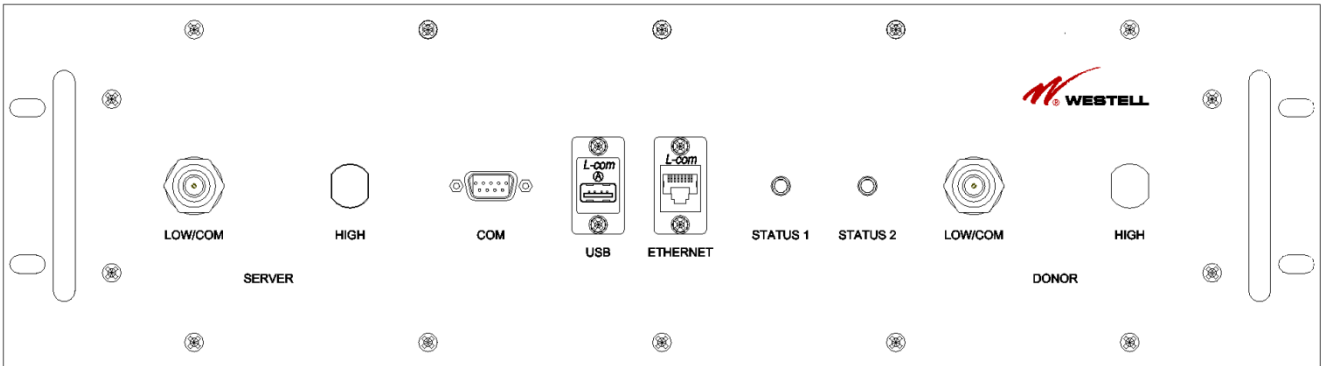 WESTELL
L-com
A
L-com
LOW/COM
HIGH
COM
USB
ETHERNET
STATUS 1
STATUS 2
LOW/COM
HIGH
SERVER
DONOR